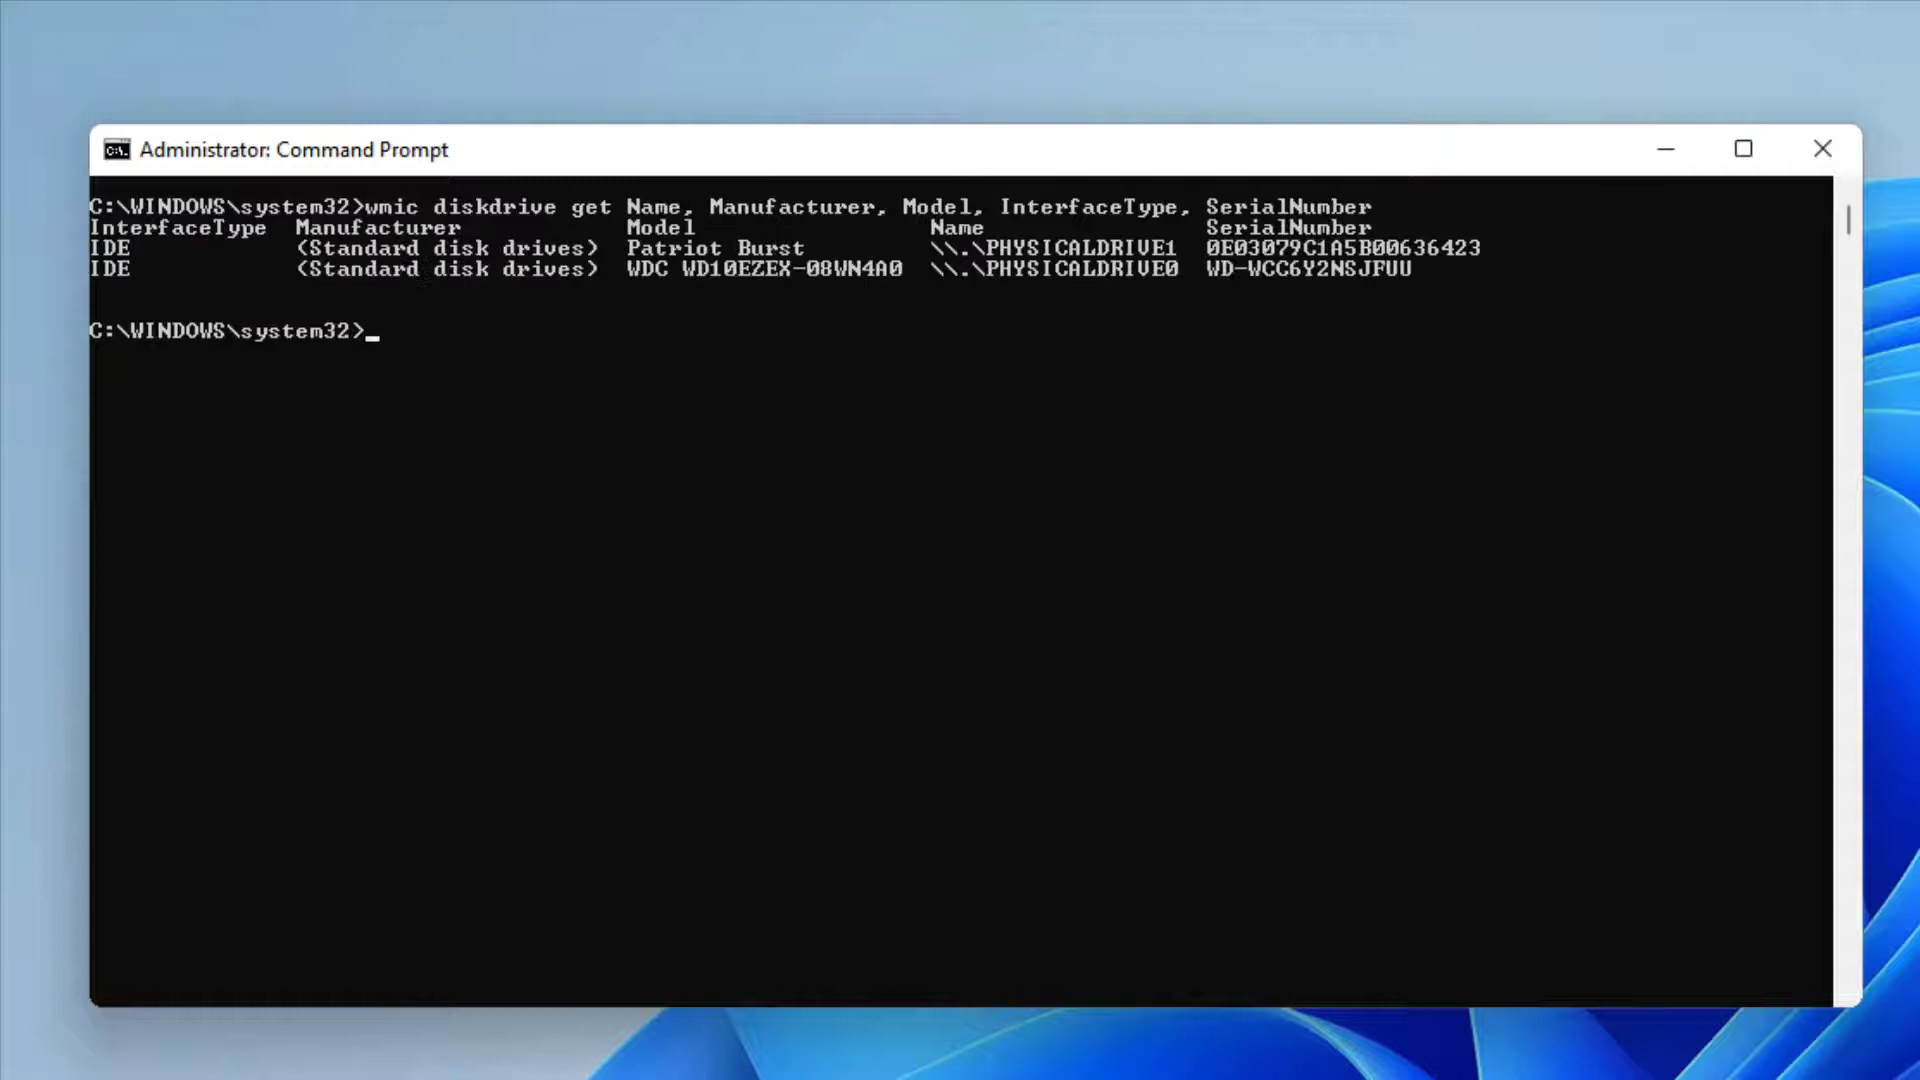 Administrator: Command Prompt
C:\WINDOWS\system32>wmic diskdrive get Name, Manufacturer, Model, InterfaceType, SerialNumber
InterfaceType Manufacturer Model Name SerialNumber
IDE (Standard disk drives) Patriot Burst \\.\PHYSICALDRIVE1 0E03079C1A5B00636423
IDE (Standard disk drives) WDC WD10EZEX-08WN4A0 \\.\PHYSICALDRIVE0 WD-WCC6Y2NSJFUU
C:\WINDOWS\system32>